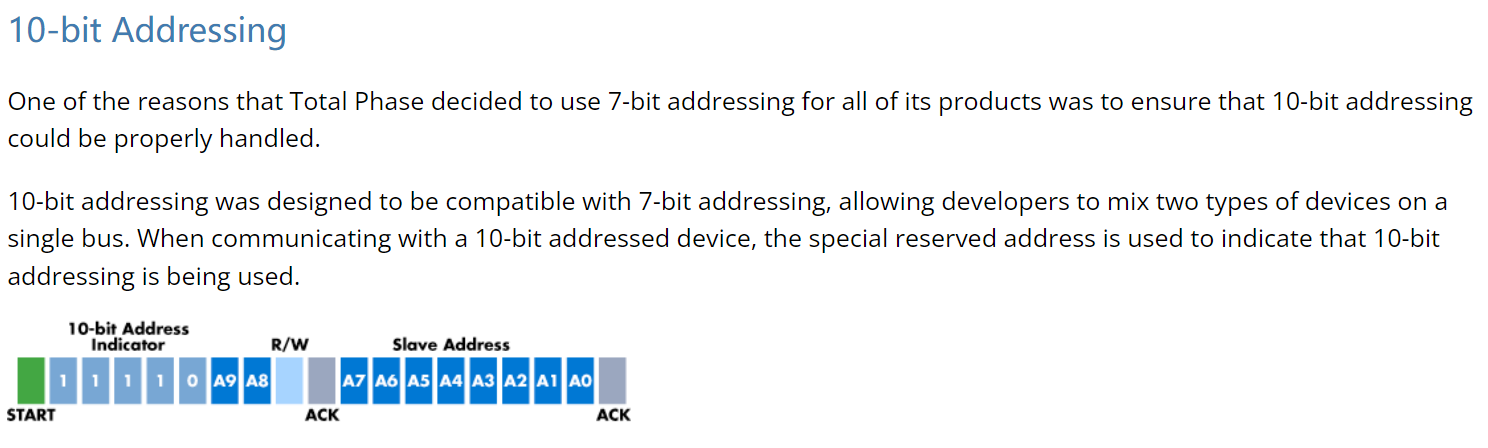 10-bit Addressing
One of the reasons that Total Phase decided to use 7-bit addressing for all of its products was to ensure that 10-bit addressing
could be properly handled.
10-bit addressing was designed to be compatible with 7-bit addressing, allowing developers to mix two types of devices on a
single bus. When communicating with a 10-bit addressed device, the special reserved address is used to indicate that 10-bit
addressing is being used.
10-bit Address
Indicator R/W Slave Address
1 1 1 1 0 A9 A8 A7 A6 A5 A4 A3 A2 A1 A0
START ACK ACK